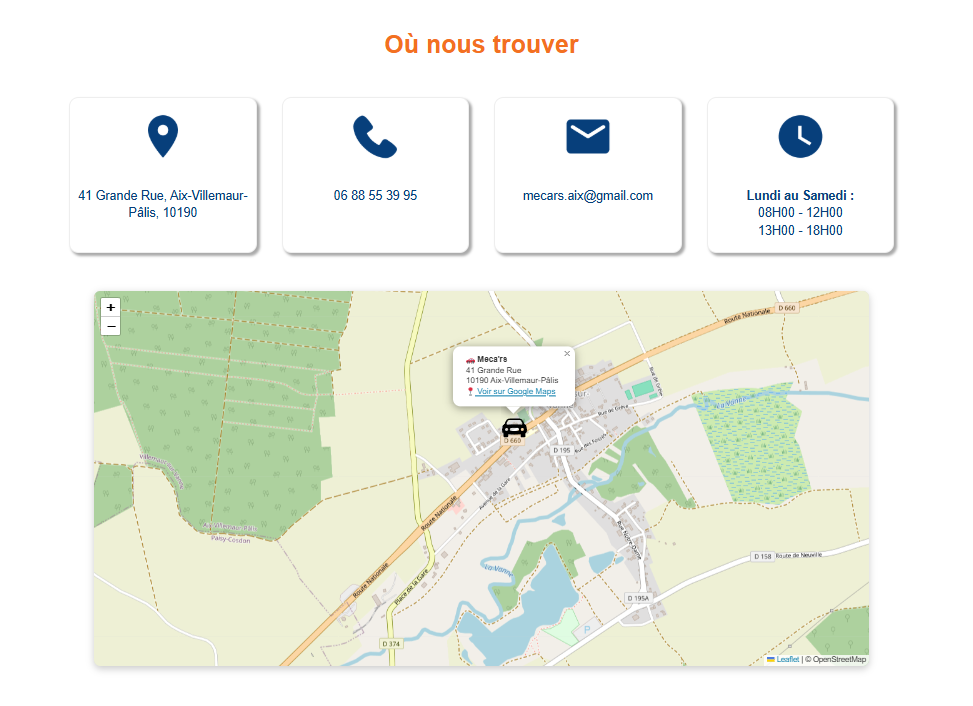 Où nous trouver
41 Grande Rue, Aix-Villemaur-
Pâlis, 10190
06 88 55 39 95
mecars.aix@gmail.com
Lundi au Samedi :
08H00 - 12H00
13H00 - 18H00
+
−
D 660
Route Nationale
×
Meca'rs
41 Grande Rue
10190 Aix-Villemaur-Pâlis
Voir sur Google Maps
Rue de Grève
La Vanne
Rue de Grève
D 660
D 195
Rue des Fossés
Avenue de la Gare
Route Nationale
Aix-Villemaur-Pâlis
Paisy-Cosdon
Rue Notre-Dame
D 158
Route de Neuville
La Vanne
Route Nationale
Place de la Gare
D 195A
P
D 374
Leaflet | © OpenStreetMap